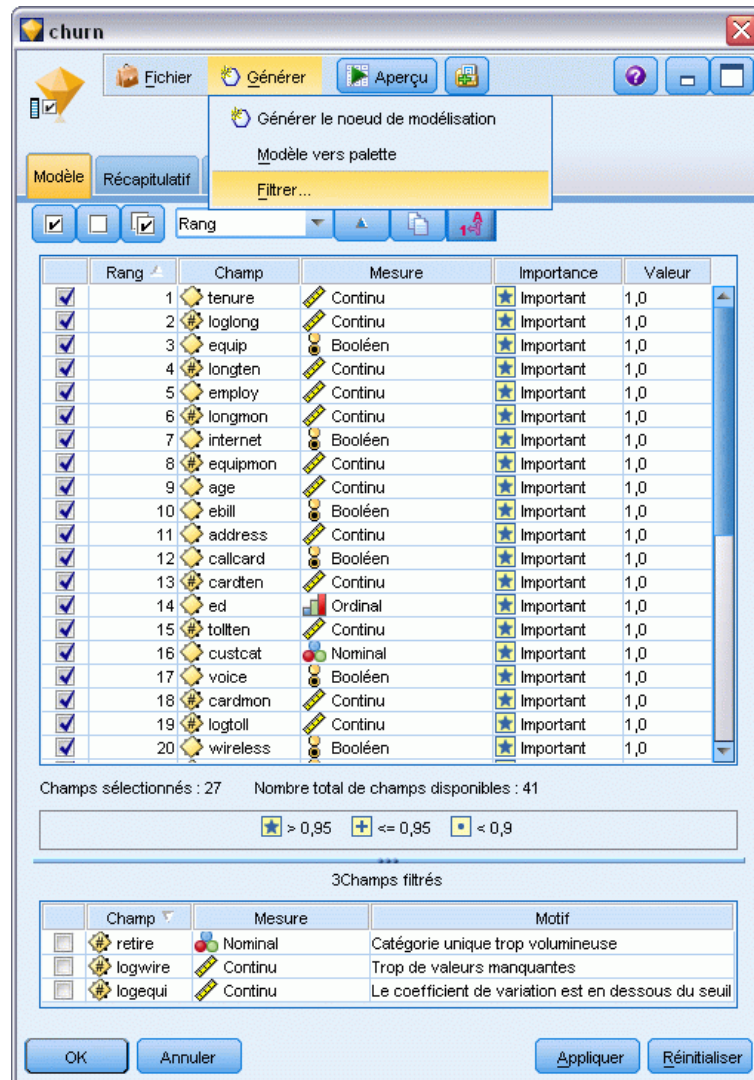 churn
Fichier Générer Aperçu
Générer le noeud de modélisation
Modèle vers palette
Filtrer...
Modèle Récapitulatif
Rang
Rang Champ Mesure Importance Valeur
1 tenure Continu Important 1,0
2 loglong Continu Important 1,0
3 equip Booléen Important 1,0
4 longten Continu Important 1,0
5 employ Continu Important 1,0
6 longmon Continu Important 1,0
7 internet Booléen Important 1,0
8 equipmon Continu Important 1,0
9 age Continu Important 1,0
10 ebill Booléen Important 1,0
11 address Continu Important 1,0
12 callcard Booléen Important 1,0
13 cardten Continu Important 1,0
14 ed Ordinal Important 1,0
15 tollten Continu Important 1,0
16 custcat Nominal Important 1,0
17 voice Booléen Important 1,0
18 cardmon Continu Important 1,0
19 logtoll Continu Important 1,0
20 wireless Booléen Important 1,0
Champs sélectionnés : 27 Nombre total de champs disponibles : 41
> 0,95 <= 0,95 < 0,9
3Champs filtrés
Champ Mesure Motif
retire Nominal Catégorie unique trop volumineuse
logwire Continu Trop de valeurs manquantes
logequi Continu Le coefficient de variation est en dessous du seuil
OK Annuler Appliquer Réinitialiser